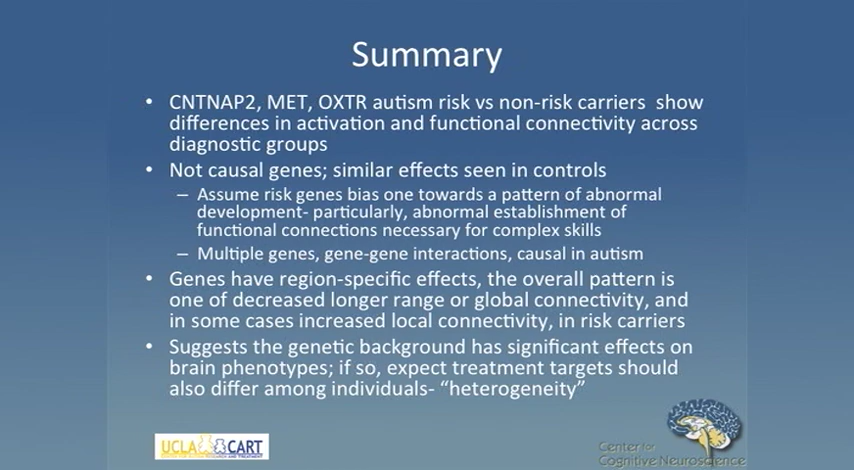 Summary
• CNTNAP2, MET, OXTR autism risk vs non-risk carriers show
differences in activation and functional connectivity across
diagnostic groups
• Not causal genes; similar effects seen in controls
– Assume risk genes bias one towards a pattern of abnormal
development- particularly, abnormal establishment of
functional connections necessary for complex skills
– Multiple genes, gene-gene interactions, causal in autism
• Genes have region-specific effects, the overall pattern is
one of decreased longer range or global connectivity, and
in some cases increased local connectivity, in risk carriers
• Suggests the genetic background has significant effects on
brain phenotypes; if so, expect treatment targets should
also differ among individuals- “heterogeneity”
UCLA CART
Center for
Cognitive Neuroscience